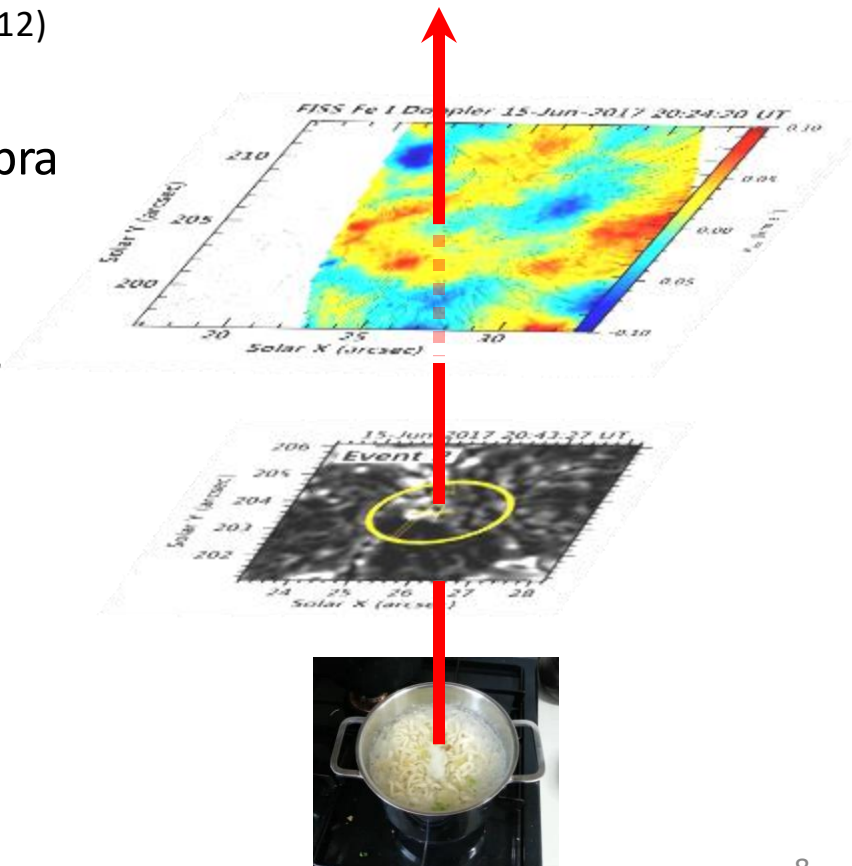 12)
FISS Fe I Doppler 15-Jun-2017 20:24:20 UT
bra
210
205
200
Solar Y (arcsec)
20 25 30
Solar X (arcsec)
0.10
0.05
0.00
0.05
-0.10
15-Jun-2017 20:43:27 UT
Event
206
205
204
203
202
Solar Y (arcsec)
24 25 26 27 28
Solar X (arcsec)
8